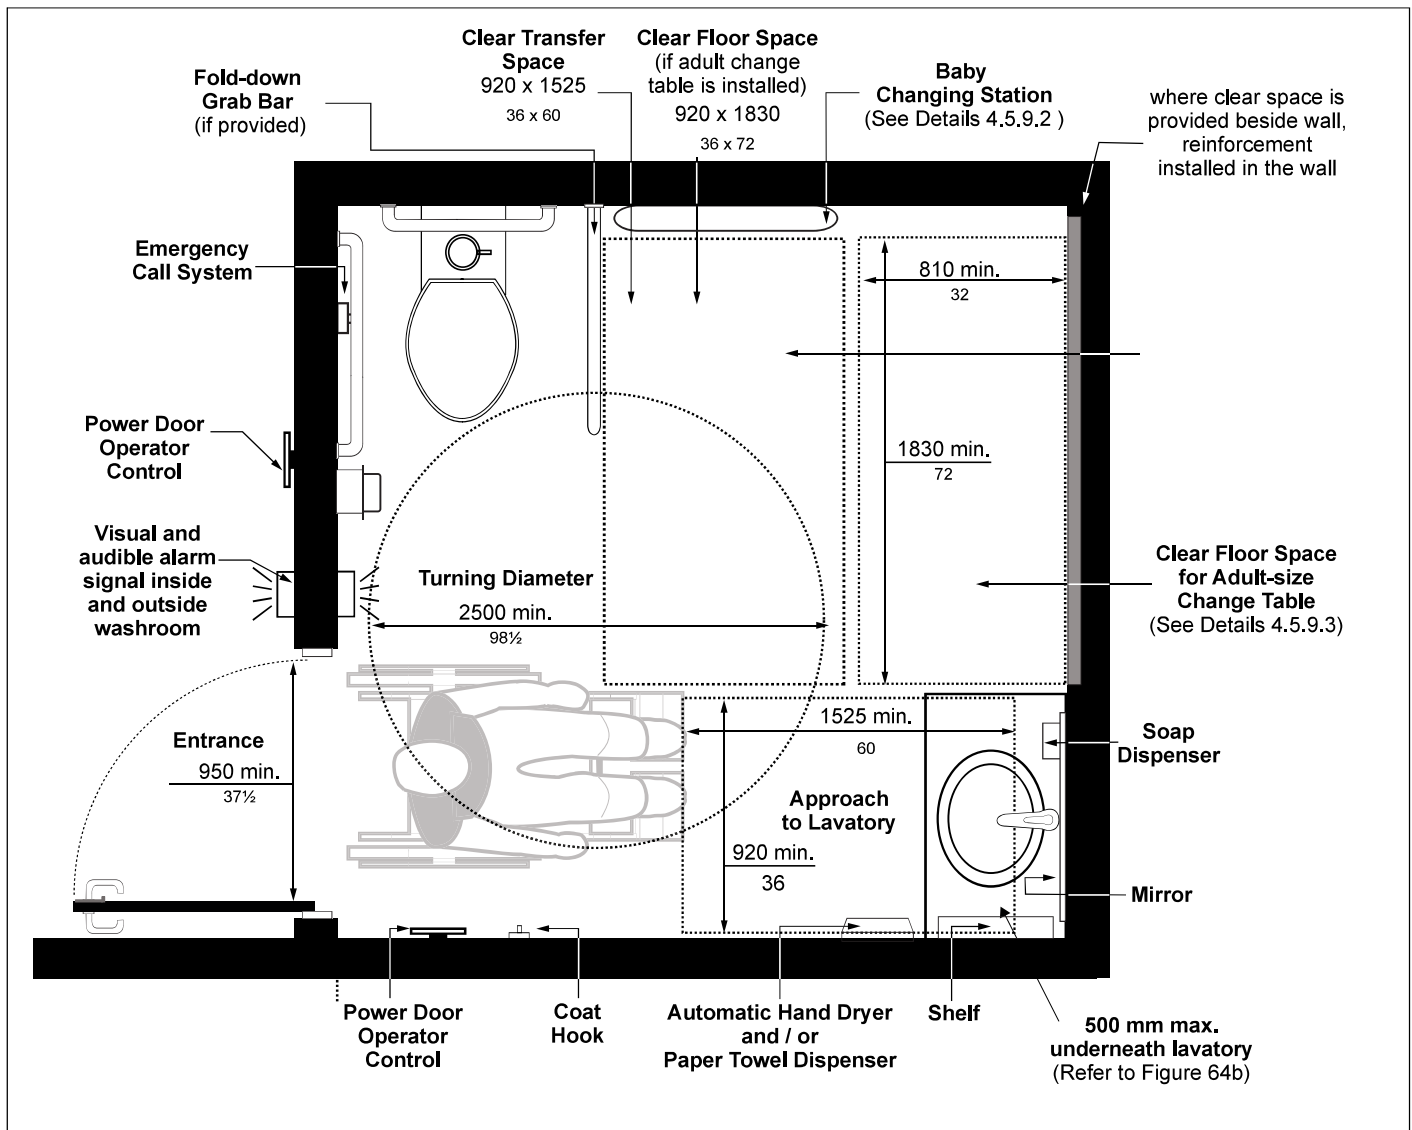 Clear Transfer
Space
920 x 1525
36 x 60
Clear Floor Space
(if adult change
table is installed)
920 x 1830
36 x 72
Fold-down
Grab Bar
(if provided)
Baby
Changing Station
(See Details 4.5.9.2 )
where clear space is
provided beside wall,
reinforcement
installed in the wall
Emergency
Call System
810 min.
32
Power Door
Operator
Control
1830 min.
72
Visual and
audible alarm
signal inside
and outside
washroom
Turning Diameter
2500 min.
98½
Clear Floor Space
for Adult-size
Change Table
(See Details 4.5.9.3)
Entrance
950 min.
37½
1525 min.
60
Soap
Dispenser
Approach
to Lavatory
920 min.
36
Mirror
Power Door
Operator
Control
Coat
Hook
Automatic Hand Dryer
and / or
Paper Towel Dispenser
Shelf
500 mm max.
underneath lavatory
(Refer to Figure 64b)